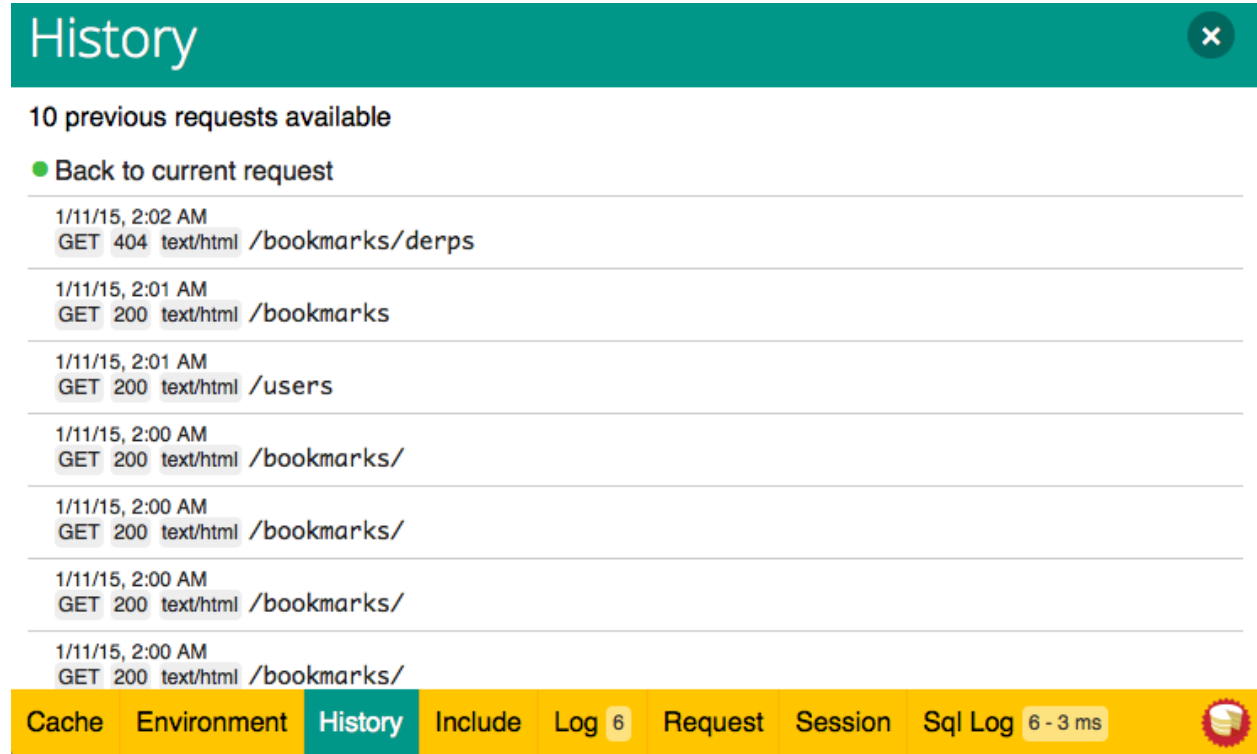 History
10 previous requests available
Back to current request
1/11/15, 2:02 AM
GET 404 text/html /bookmarks/derps
1/11/15, 2:01 AM
GET 200 text/html /bookmarks
1/11/15, 2:01 AM
GET 200 text/html /users
1/11/15, 2:00 AM
GET 200 text/html /bookmarks/
1/11/15, 2:00 AM
GET 200 text/html /bookmarks/
1/11/15, 2:00 AM
GET 200 text/html /bookmarks/
1/11/15, 2:00 AM
GET 200 text/html /bookmarks/
Cache Environment History Include Log 6 Request Session Sql Log 6 - 3 ms